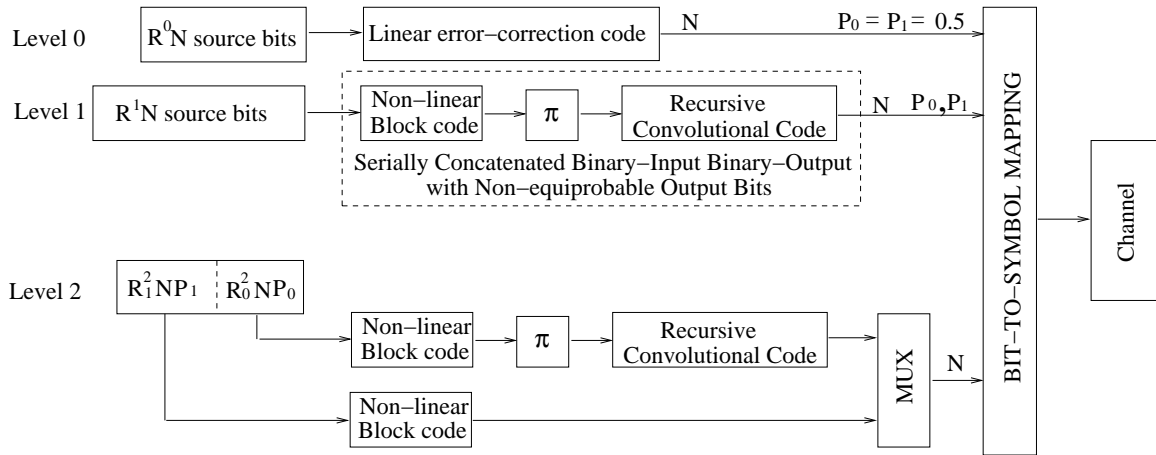 Level 0
R⁰N source bits
Linear error−correction code
N
P₀ = P₁ = 0.5
Level 1
R¹N source bits
Non−linear
Block code
π
Recursive
Convolutional Code
N
P₀,P₁
Serially Concatenated Binary−Input Binary−Output
with Non−equiprobable Output Bits
BIT−TO−SYMBOL MAPPING
Channel
Level 2
R₁²NP₁
R₀²NP₀
Non−linear
Block code
π
Recursive
Convolutional Code
Non−linear
Block code
MUX
N